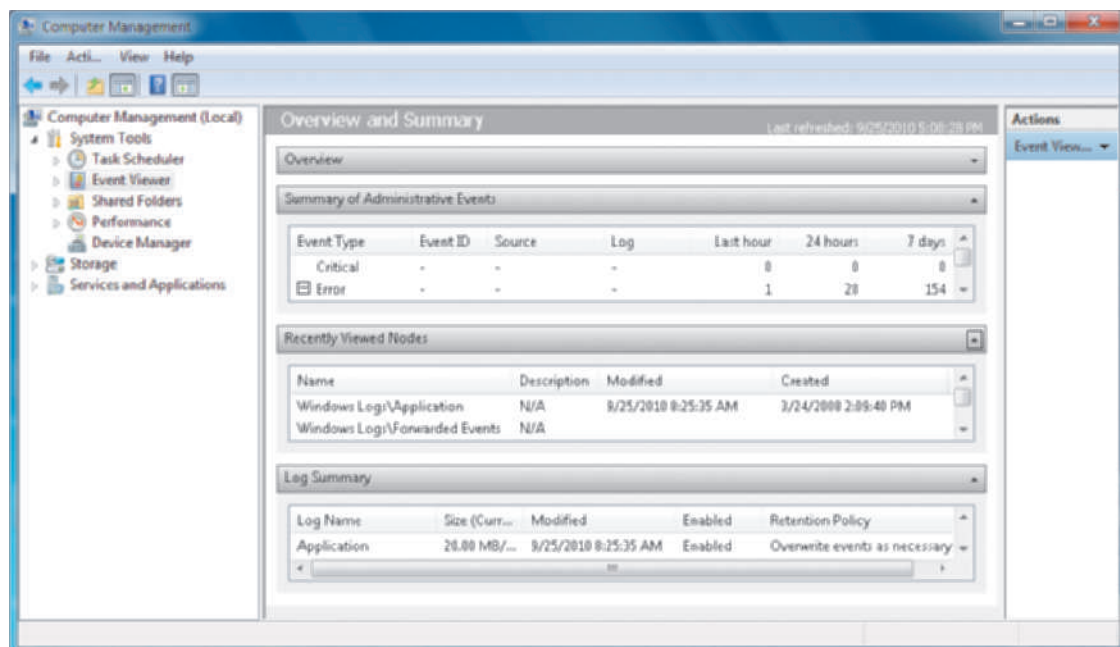 Computer Management
File Acti... View Help
Computer Management (Local)
System Tools
Task Scheduler
Event Viewer
Shared Folders
Performance
Device Manager
Storage
Services and Applications
Overview and Summary Last refreshed: 9/25/2010 5:08:28 PM
Overview
Summary of Administrative Events
Event Type Event ID Source Log Last hour 24 hours 7 days
Critical - - - 0 0 0
Error - - - 1 28 154
Recently Viewed Nodes
Name Description Modified Created
Windows Logs\Application N/A 9/25/2010 8:25:35 AM 3/24/2008 2:09:40 PM
Windows Logs\Forwarded Events N/A
Log Summary
Log Name Size (Curr... Modified Enabled Retention Policy
Application 20.00 MB/... 9/25/2010 8:25:35 AM Enabled Overwrite events as necessary
Actions
Event View...